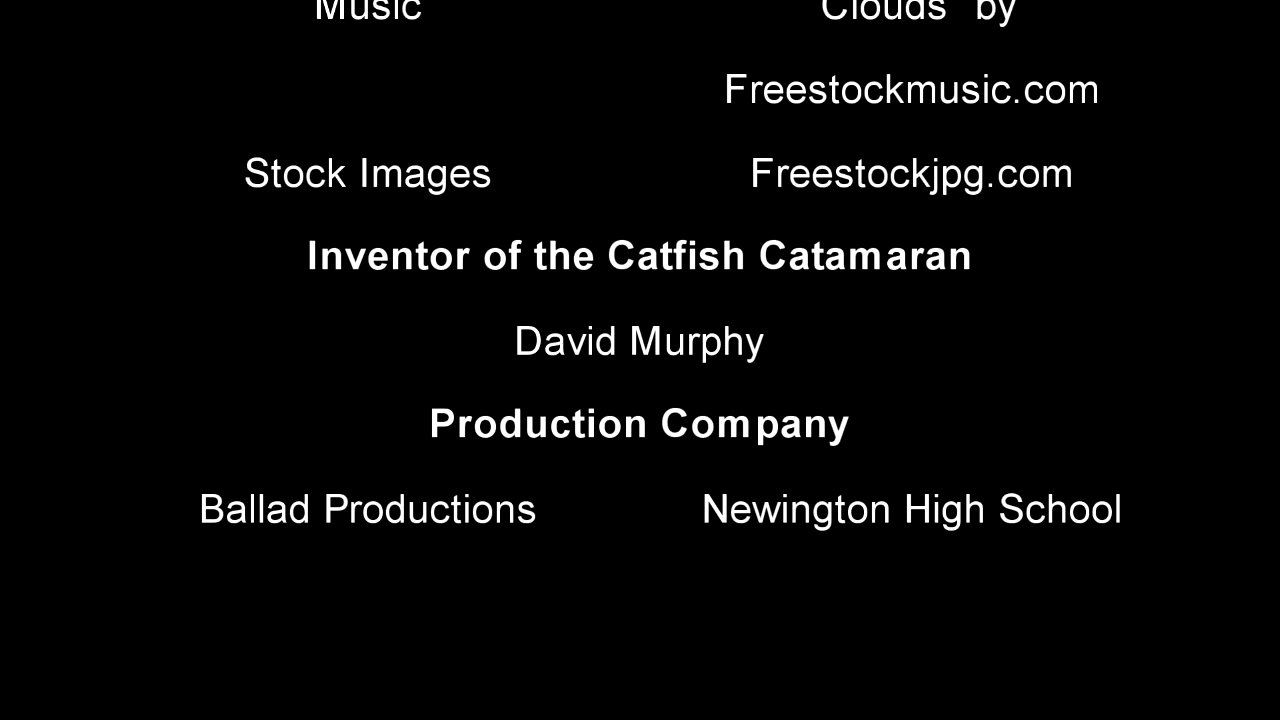 Music Clouds" by
Freestockmusic.com
Stock Images Freestockjpg.com
Inventor of the Catfish Catamaran
David Murphy
Production Company
Ballad Productions Newington High School